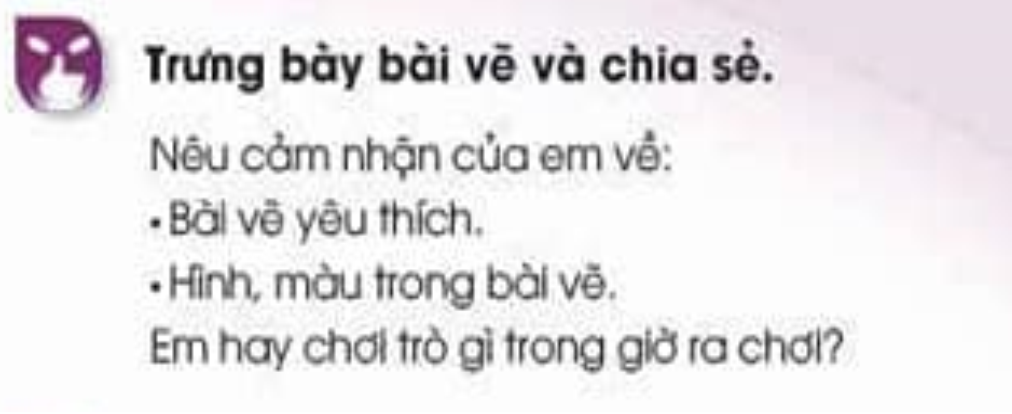 Trưng bày bài vẽ và chia sẻ.
Nêu cảm nhận của em về:
• Bài vẽ yêu thích.
• Hình, màu trong bài vẽ.
Em hay chơi trò gì trong giờ ra chơi?